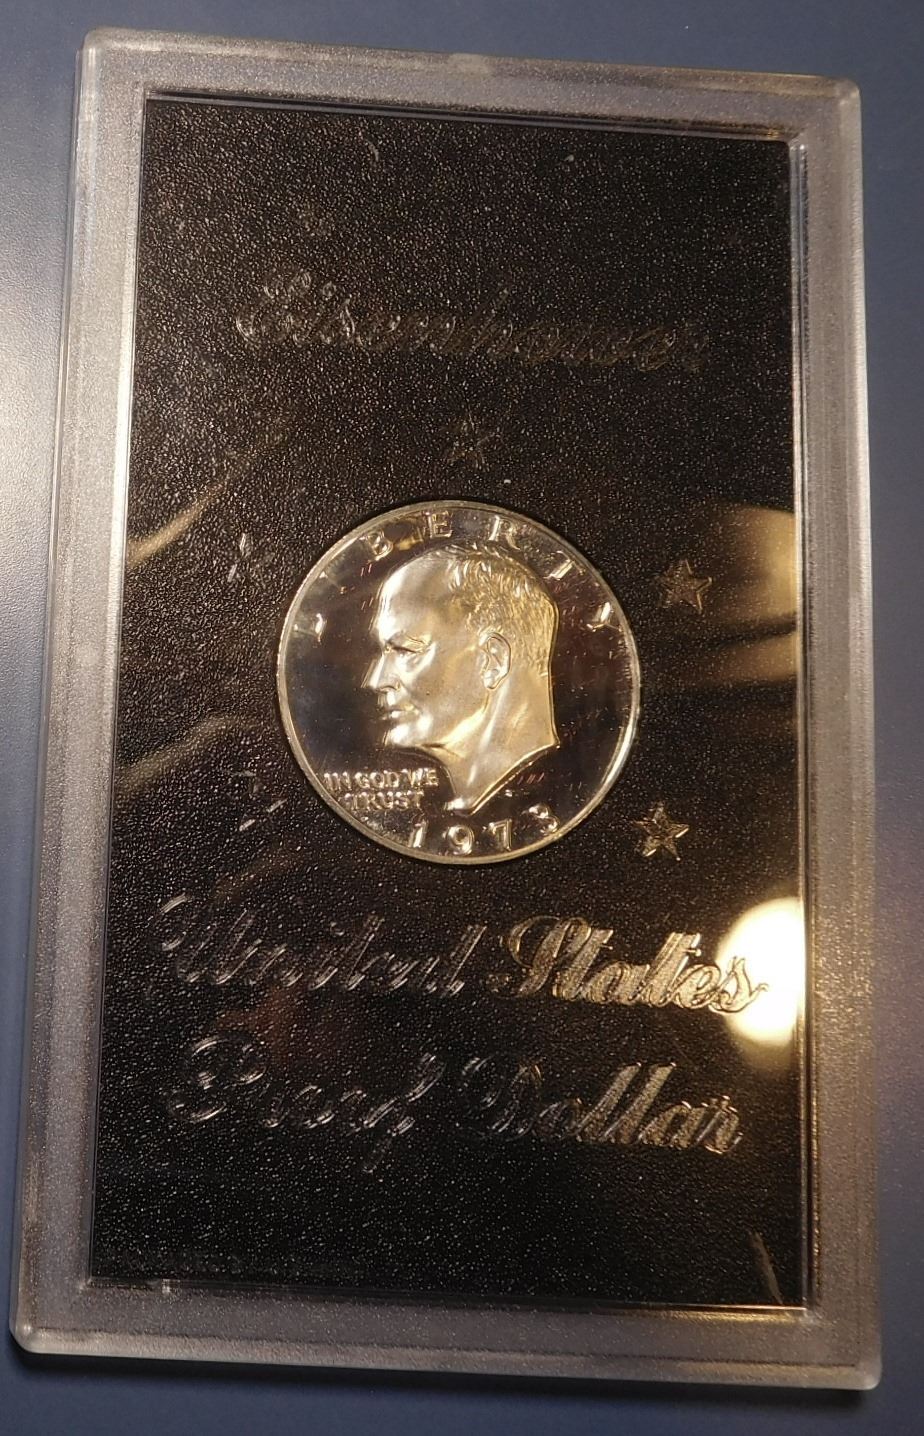 Eisenhower
LIBERTY
IN GOD WE
TRUST
1973
United States
Proof Dollar